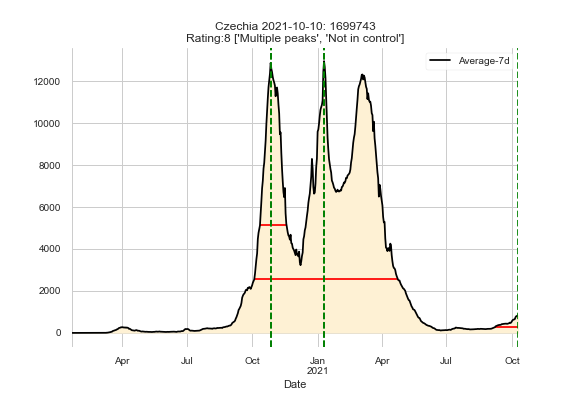 Czechia 2021-10-10: 1699743
Rating:8 ['Multiple peaks', 'Not in control']
Average-7d
12000
10000
8000
6000
4000
2000
0
Apr
Jul
Oct
Jan
2021
Apr
Jul
Oct
Date